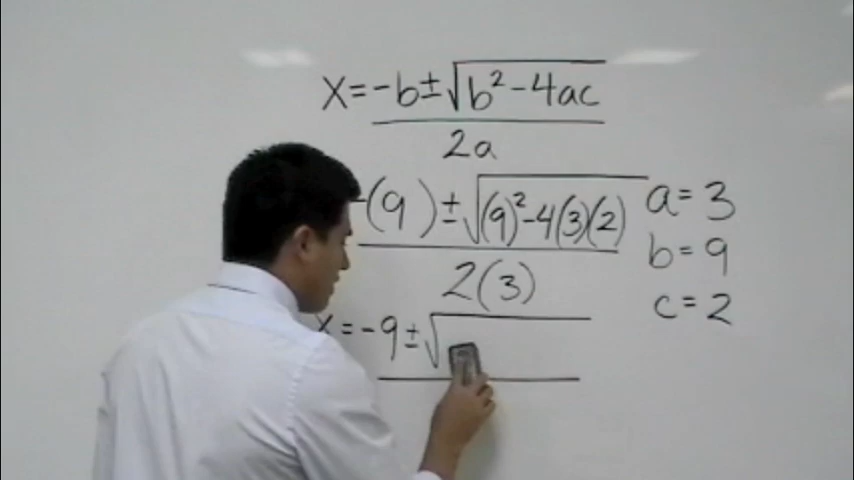 x=-b±√b²-4ac
2a
-(9)±√(9)²-4(3)(2)
2(3)
a=3
b=9
c=2
x=-9±√